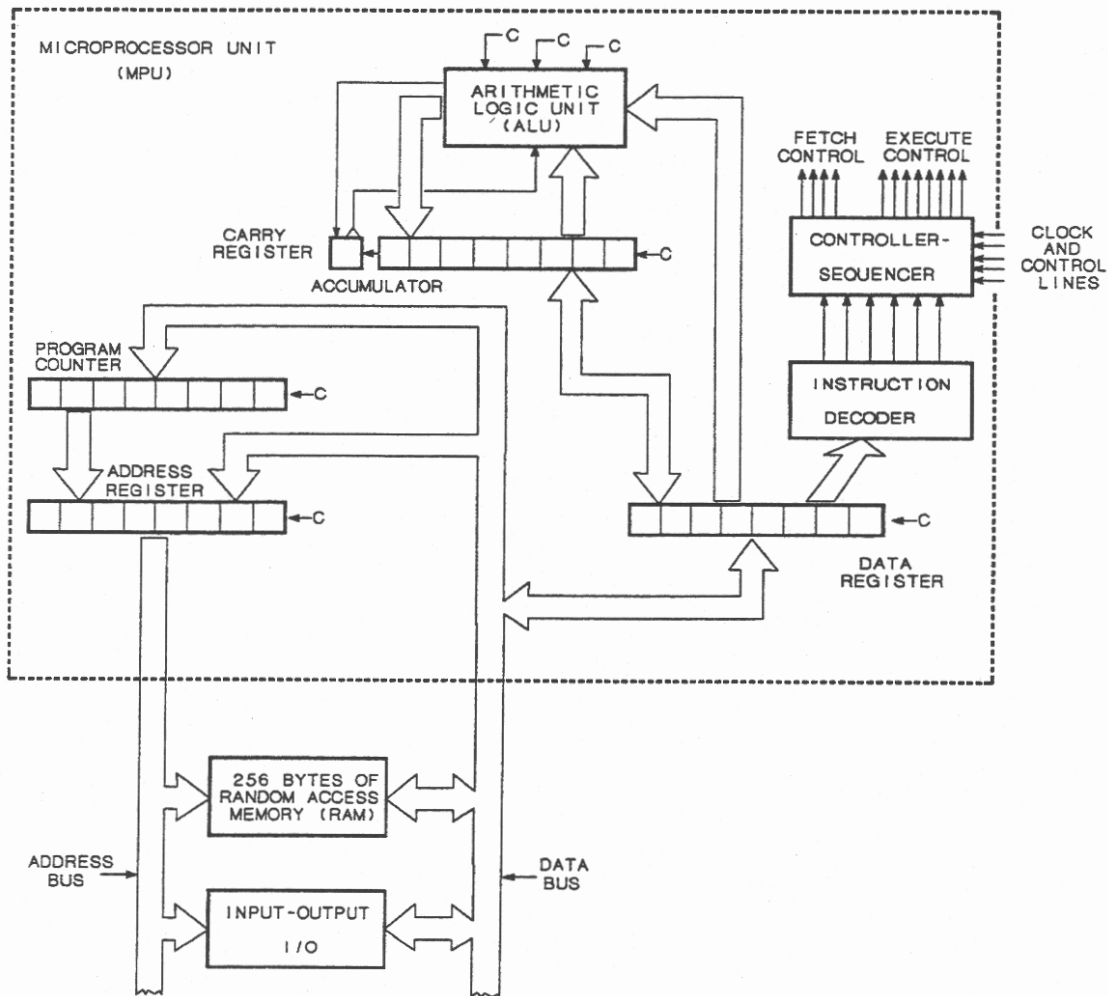 MICROPROCESSOR UNIT
(MPU)
C
C
C
ARITHMETIC
LOGIC UNIT
(ALU)
FETCH
CONTROL
EXECUTE
CONTROL
CARRY
REGISTER
C
ACCUMULATOR
CONTROLLER-
SEQUENCER
CLOCK
AND
CONTROL
LINES
PROGRAM
COUNTER
C
INSTRUCTION
DECODER
ADDRESS
REGISTER
C
C
DATA
REGISTER
256 BYTES OF
RANDOM ACCESS
MEMORY (RAM)
ADDRESS
BUS
DATA
BUS
INPUT-OUTPUT
I/O